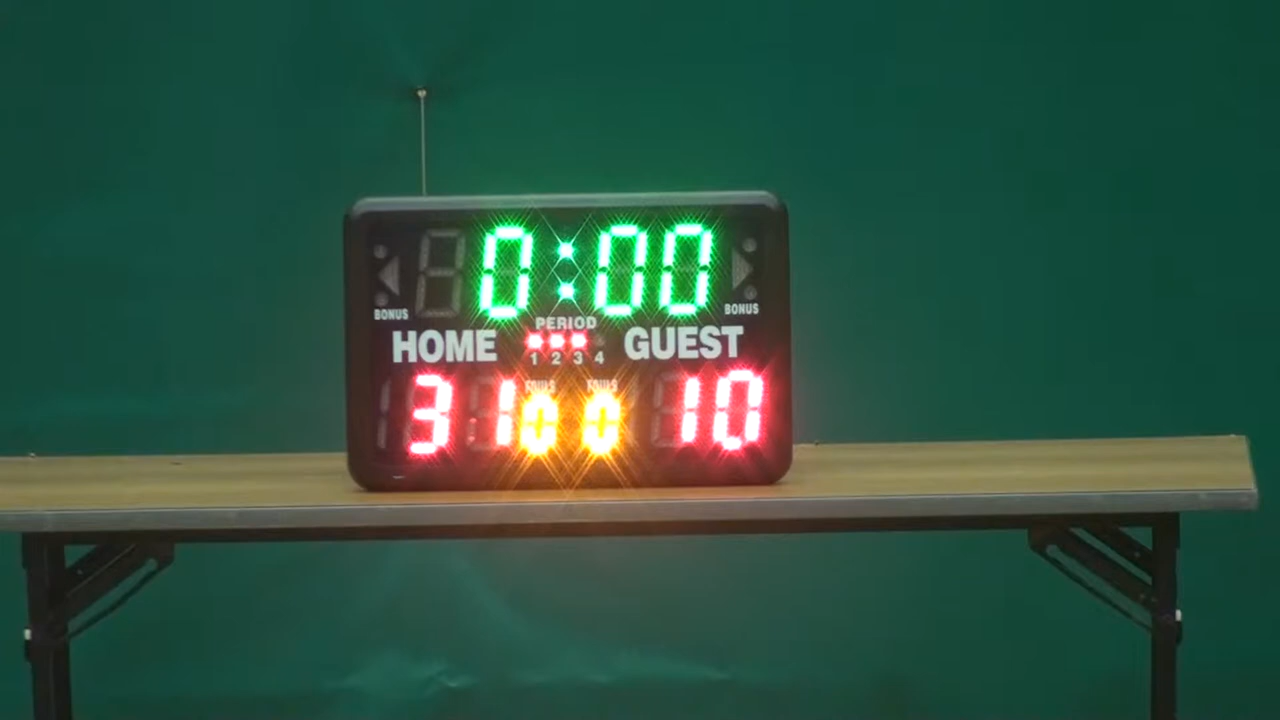 0:00
BONUS BONUS
PERIOD
HOME 1 2 3 4 GUEST
FOULS FOULS
31 0 0 10